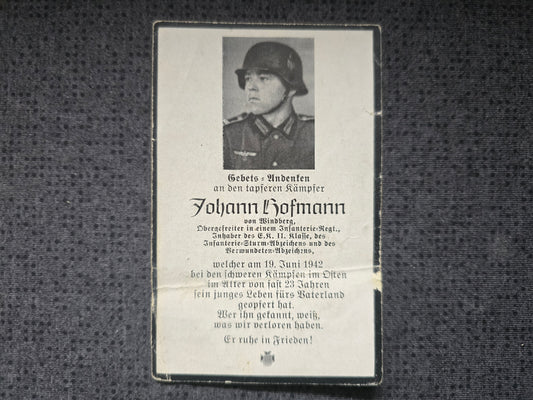 Gebets-Andenken
an den tapferen Kämpfer
Johann Hofmann
von Windberg,
Obergefreiter in einem Infanterie-Regt.,
Inhaber des E.K. II. Klasse, des
Infanterie-Sturm-Abzeichens und des
Verwundeten-Abzeichens,
welcher am 19. Juni 1942
bei den schweren Kämpfen im Osten
im Alter von fast 23 Jahren
sein junges Leben fürs Vaterland
geopfert hat.
Wer ihn gekannt, weiß,
was wir verloren haben.
Er ruhe in Frieden!